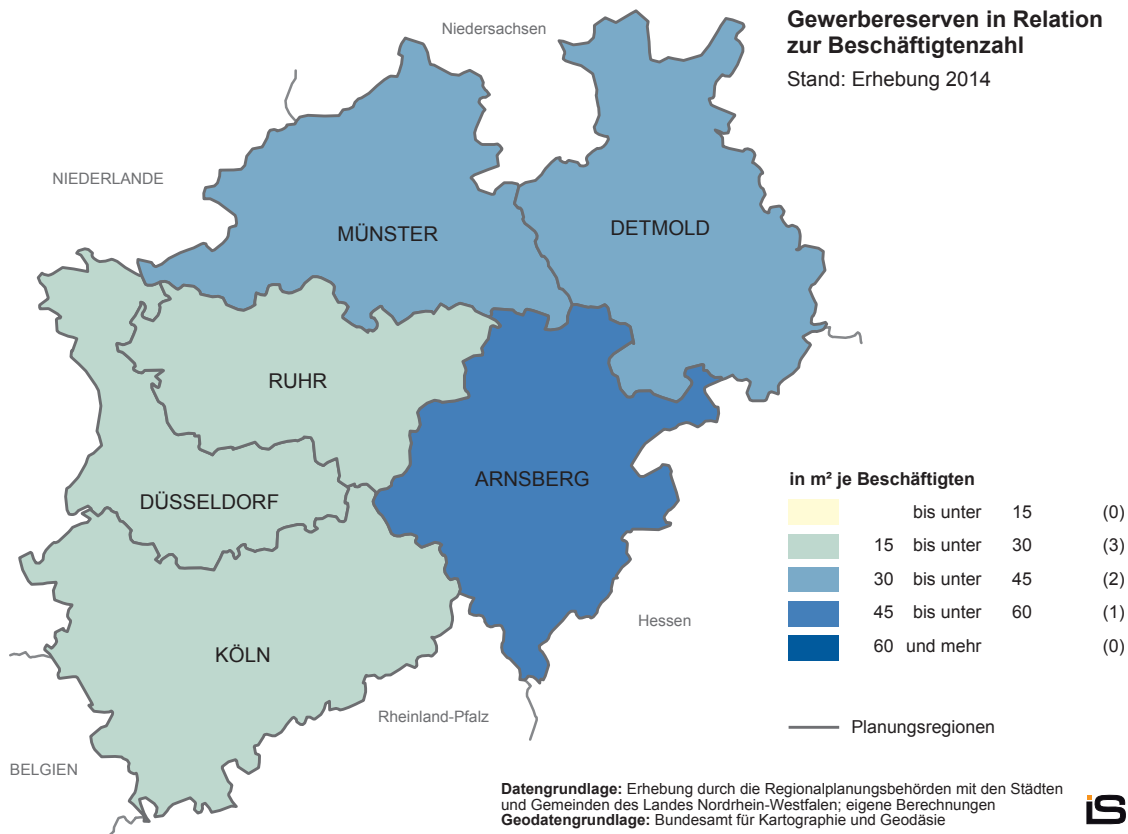 Gewerbereserven in Relation
zur Beschäftigtenzahl
Stand: Erhebung 2014
Niedersachsen
NIEDERLANDE
MÜNSTER
DETMOLD
RUHR
ARNSBERG
DÜSSELDORF
KÖLN
Hessen
Rheinland-Pfalz
BELGIEN
in m² je Beschäftigten
bis unter 15 (0)
15 bis unter 30 (3)
30 bis unter 45 (2)
45 bis unter 60 (1)
60 und mehr (0)
Planungsregionen
Datengrundlage: Erhebung durch die Regionalplanungsbehörden mit den Städten
und Gemeinden des Landes Nordrhein-Westfalen; eigene Berechnungen
Geodatengrundlage: Bundesamt für Kartographie und Geodäsie
iS